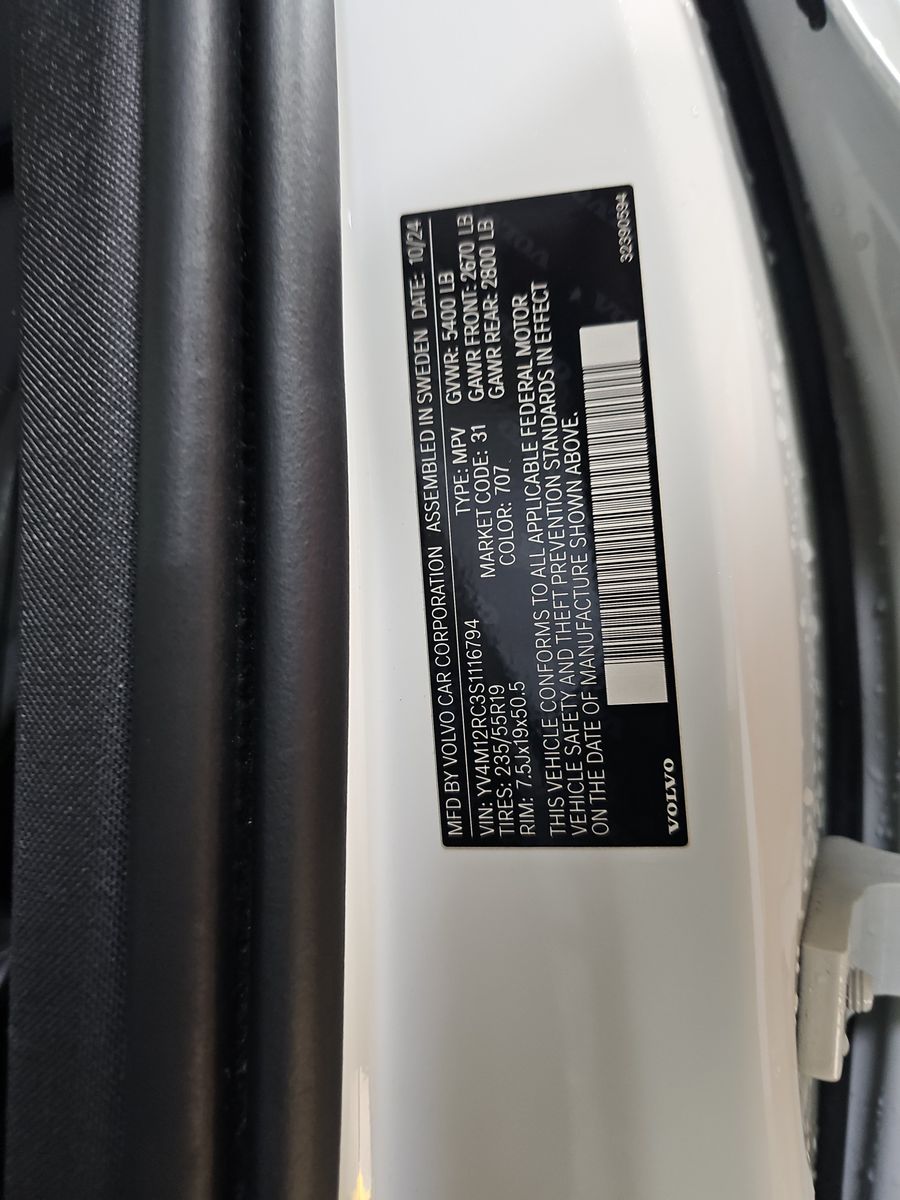 MFD BY VOLVO CAR CORPORATION ASSEMBLED IN SWEDEN DATE: 10/24
VIN: YV4M12RC3S1116794 TYPE: MPV GVWR: 5400 LB
TIRES: 235/55R19 MARKET CODE: 31 GAWR FRONT: 2670 LB
RIM: 7.5Jx19x50.5 COLOR: 707 GAWR REAR: 2800 LB
THIS VEHICLE CONFORMS TO ALL APPLICABLE FEDERAL MOTOR
VEHICLE SAFETY AND THEFT PREVENTION STANDARDS IN EFFECT
ON THE DATE OF MANUFACTURE SHOWN ABOVE.
VOLVO 32390694